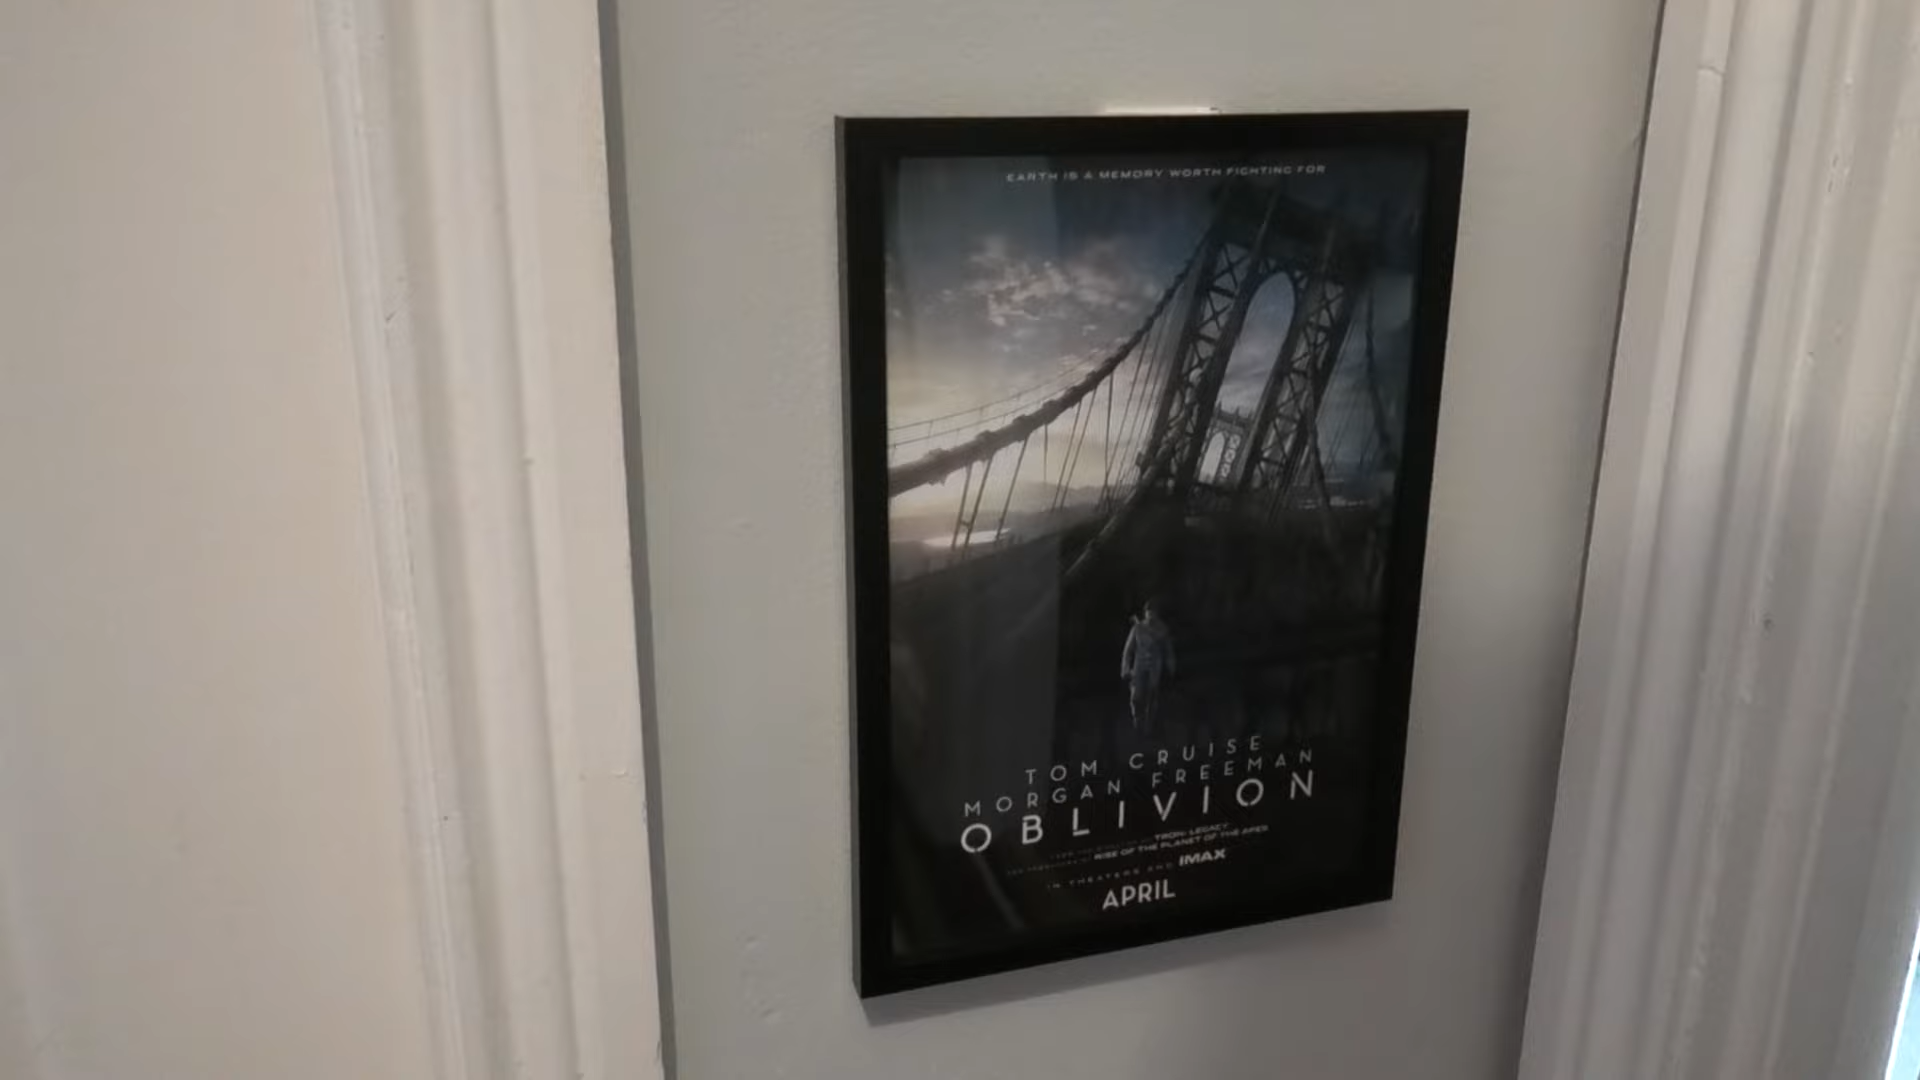 EARTH IS A MEMORY WORTH FIGHTING FOR
TOM CRUISE
MORGAN FREEMAN
OBLIVION
TRON: LEGACY
RISE OF THE PLANET OF THE APES
IN THEATERS AND IMAX
APRIL